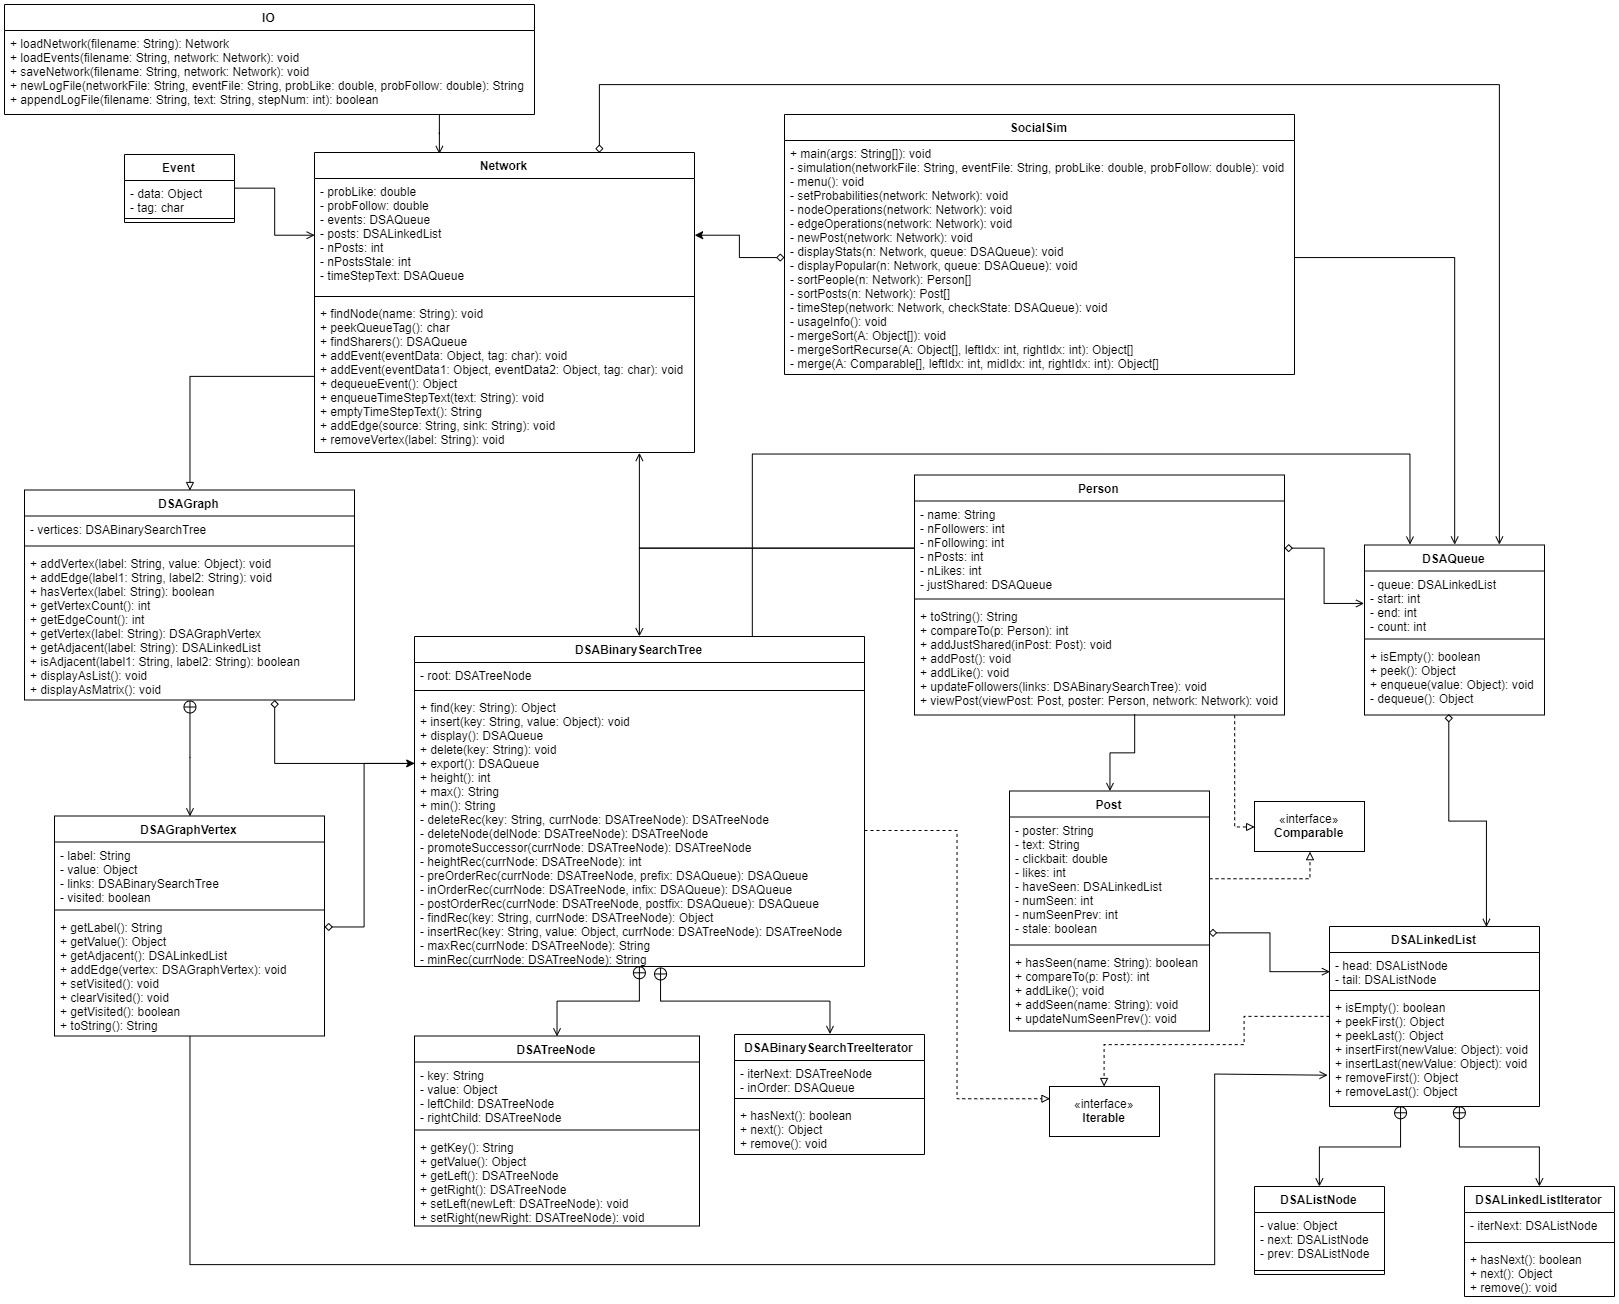 IO
+ loadNetwork(filename: String): Network
+ loadEvents(filename: String, network: Network): void
+ saveNetwork(filename: String, network: Network): void
+ newLogFile(networkFile: String, eventFile: String, probLike: double, probFollow: double): String
+ appendLogFile(filename: String, text: String, stepNum: int): boolean
Event
- data: Object
- tag: char
Network
- probLike: double
- probFollow: double
- events: DSAQueue
- posts: DSALinkedList
- nPosts: int
- nPostsStale: int
- timeStepText: DSAQueue
+ findNode(name: String): void
+ peekQueueTag(): char
+ findSharers(): DSAQueue
+ addEvent(eventData: Object, tag: char): void
+ addEvent(eventData1: Object, eventData2: Object, tag: char): void
+ dequeueEvent(): Object
+ enqueueTimeStepText(text: String): void
+ emptyTimeStepText(): String
+ addEdge(source: String, sink: String): void
+ removeVertex(label: String): void
SocialSim
+ main(args: String[]): void
- simulation(networkFile: String, eventFile: String, probLike: double, probFollow: double): void
- menu(): void
- setProbabilities(network: Network): void
- nodeOperations(network: Network): void
- edgeOperations(network: Network): void
- newPost(network: Network): void
- displayStats(n: Network, queue: DSAQueue): void
- displayPopular(n: Network, queue: DSAQueue): void
- sortPeople(n: Network): Person[]
- sortPosts(n: Network): Post[]
- timeStep(network: Network, checkState: DSAQueue): void
- usageInfo(): void
- mergeSort(A: Object[]): void
- mergeSortRecurse(A: Object[], leftIdx: int, rightIdx: int): Object[]
- merge(A: Comparable[], leftIdx: int, midIdx: int, rightIdx: int): Object[]
DSAGraph
- vertices: DSABinarySearchTree
+ addVertex(label: String, value: Object): void
+ addEdge(label1: String, label2: String): void
+ hasVertex(label: String): boolean
+ getVertexCount(): int
+ getEdgeCount(): int
+ getVertex(label: String): DSAGraphVertex
+ getAdjacent(label: String): DSALinkedList
+ isAdjacent(label1: String, label2: String): boolean
+ displayAsList(): void
+ displayAsMatrix(): void
Person
- name: String
- nFollowers: int
- nFollowing: int
- nPosts: int
- nLikes: int
- justShared: DSAQueue
+ toString(): String
+ compareTo(p: Person): int
+ addJustShared(inPost: Post): void
+ addPost(): void
+ addLike(): void
+ updateFollowers(links: DSABinarySearchTree): void
+ viewPost(viewPost: Post, poster: Person, network: Network): void
DSAQueue
- queue: DSALinkedList
- start: int
- end: int
- count: int
+ isEmpty(): boolean
+ peek(): Object
+ enqueue(value: Object): void
- dequeue(): Object
DSABinarySearchTree
- root: DSATreeNode
+ find(key: String): Object
+ insert(key: String, value: Object): void
+ display(): DSAQueue
+ delete(key: String): void
+ export(): DSAQueue
+ height(): int
+ max(): String
+ min(): String
- deleteRec(key: String, currNode: DSATreeNode): DSATreeNode
- deleteNode(delNode: DSATreeNode): DSATreeNode
- promoteSuccessor(currNode: DSATreeNode): DSATreeNode
- heightRec(currNode: DSATreeNode): int
- preOrderRec(currNode: DSATreeNode, prefix: DSAQueue): DSAQueue
- inOrderRec(currNode: DSATreeNode, infix: DSAQueue): DSAQueue
- postOrderRec(currNode: DSATreeNode, postfix: DSAQueue): DSAQueue
- findRec(key: String, currNode: DSATreeNode): Object
- insertRec(key: String, value: Object, currNode: DSATreeNode): DSATreeNode
- maxRec(currNode: DSATreeNode): String
- minRec(currNode: DSATreeNode): String
DSAGraphVertex
- label: String
- value: Object
- links: DSABinarySearchTree
- visited: boolean
+ getLabel(): String
+ getValue(): Object
+ getAdjacent(): DSALinkedList
+ addEdge(vertex: DSAGraphVertex): void
+ setVisited(): void
+ clearVisited(): void
+ getVisited(): boolean
+ toString(): String
Post
- poster: String
- text: String
- clickbait: double
- likes: int
- haveSeen: DSALinkedList
- numSeen: int
- numSeenPrev: int
- stale: boolean
+ hasSeen(name: String): boolean
+ compareTo(p: Post): int
+ addLike(); void
+ addSeen(name: String): void
+ updateNumSeenPrev(): void
«interface»
Comparable
DSALinkedList
- head: DSAListNode
- tail: DSAListNode
+ isEmpty(): boolean
+ peekFirst(): Object
+ peekLast(): Object
+ insertFirst(newValue: Object): void
+ insertLast(newValue: Object): void
+ removeFirst(): Object
+ removeLast(): Object
DSATreeNode
- key: String
- value: Object
- leftChild: DSATreeNode
- rightChild: DSATreeNode
+ getKey(): String
+ getValue(): Object
+ getLeft(): DSATreeNode
+ getRight(): DSATreeNode
+ setLeft(newLeft: DSATreeNode): void
+ setRight(newRight: DSATreeNode): void
DSABinarySearchTreeIterator
- iterNext: DSATreeNode
- inOrder: DSAQueue
+ hasNext(): boolean
+ next(): Object
+ remove(): void
«interface»
Iterable
DSAListNode
- value: Object
- next: DSAListNode
- prev: DSAListNode
DSALinkedListIterator
- iterNext: DSAListNode
+ hasNext(): boolean
+ next(): Object
+ remove(): void